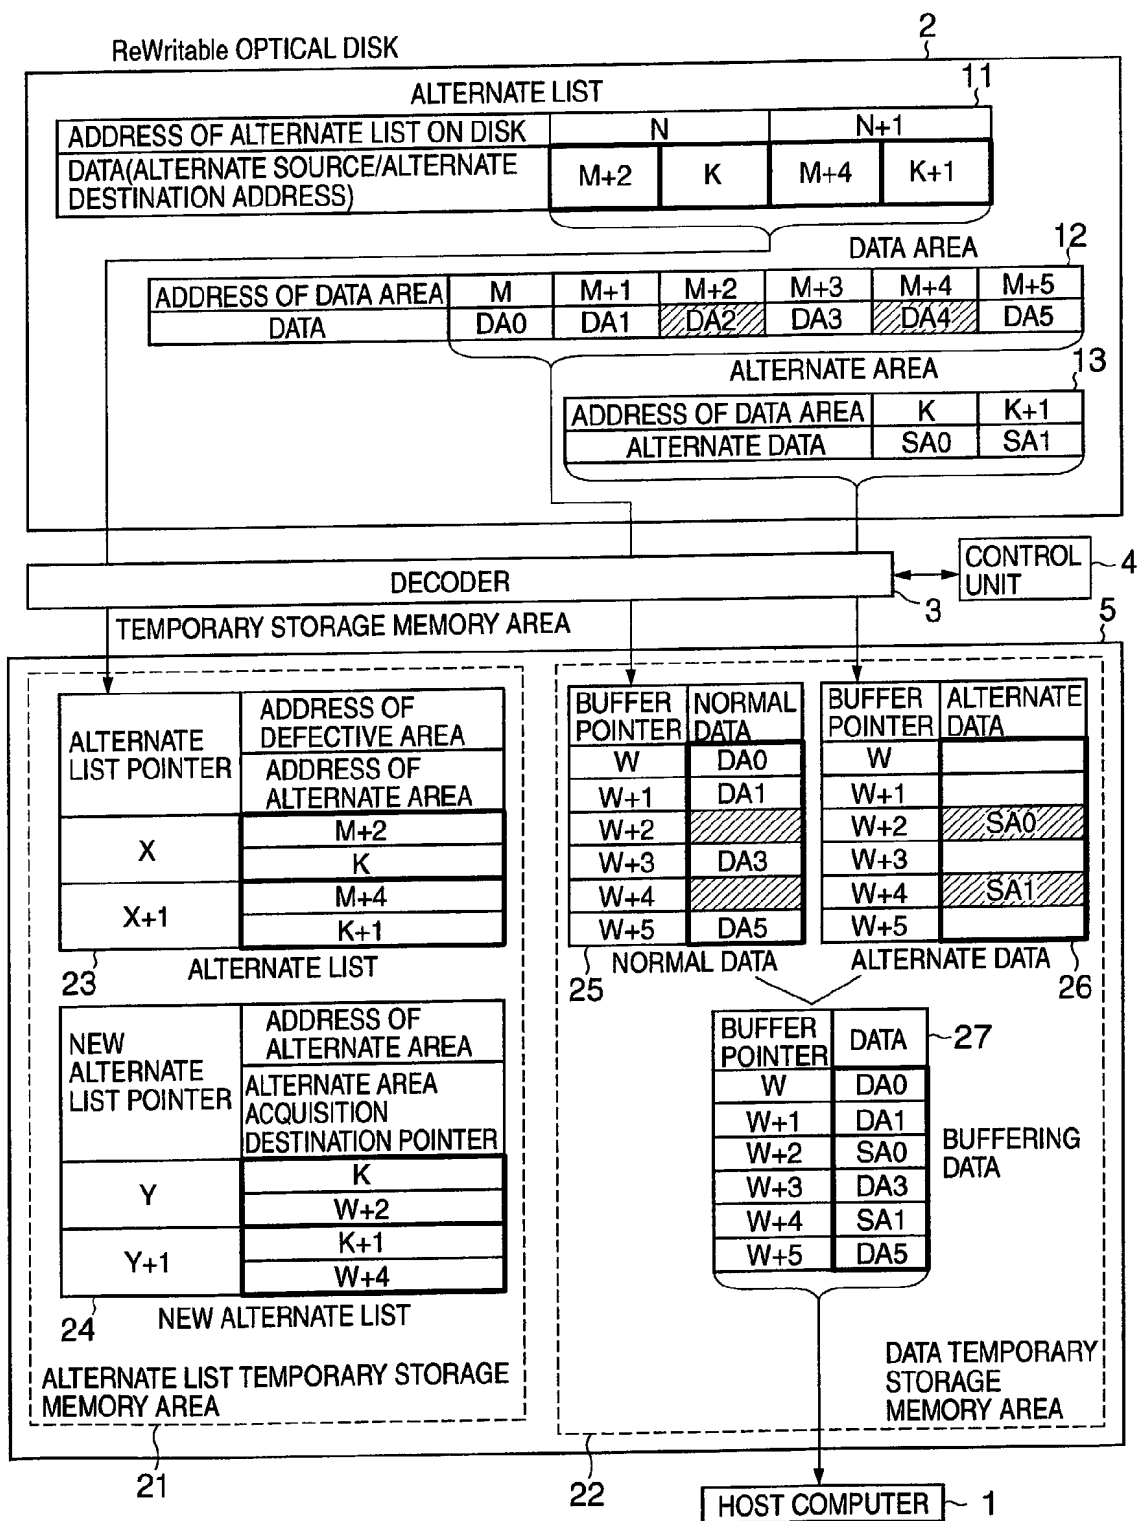 ReWritable OPTICAL DISK
2
ALTERNATE LIST
11
ADDRESS OF ALTERNATE LIST ON DISK N N+1
DATA(ALTERNATE SOURCE/ALTERNATE
DESTINATION ADDRESS)
M+2 K M+4 K+1
DATA AREA
12
ADDRESS OF DATA AREA M M+1 M+2 M+3 M+4 M+5
DATA DA0 DA1 DA2 DA3 DA4 DA5
ALTERNATE AREA
13
ADDRESS OF DATA AREA K K+1
ALTERNATE DATA SA0 SA1
DECODER
3
CONTROL
UNIT
4
TEMPORARY STORAGE MEMORY AREA
5
ALTERNATE
LIST POINTER
ADDRESS OF
DEFECTIVE AREA
ADDRESS OF
ALTERNATE AREA
X
M+2
K
X+1
M+4
K+1
23
ALTERNATE LIST
NEW
ALTERNATE
LIST POINTER
ADDRESS OF
ALTERNATE AREA
ALTERNATE AREA
ACQUISITION
DESTINATION POINTER
Y
K
W+2
Y+1
K+1
W+4
24
NEW ALTERNATE LIST
ALTERNATE LIST TEMPORARY STORAGE
MEMORY AREA
21
BUFFER
POINTER
NORMAL
DATA
W DA0
W+1 DA1
W+2
W+3 DA3
W+4
W+5 DA5
25
NORMAL DATA
BUFFER
POINTER
ALTERNATE
DATA
W
W+1
W+2 SA0
W+3
W+4 SA1
W+5
ALTERNATE DATA
26
BUFFER
POINTER
DATA
27
W DA0
W+1 DA1
W+2 SA0
W+3 DA3
W+4 SA1
W+5 DA5
BUFFERING
DATA
DATA TEMPORARY
STORAGE
MEMORY AREA
22
HOST COMPUTER
1